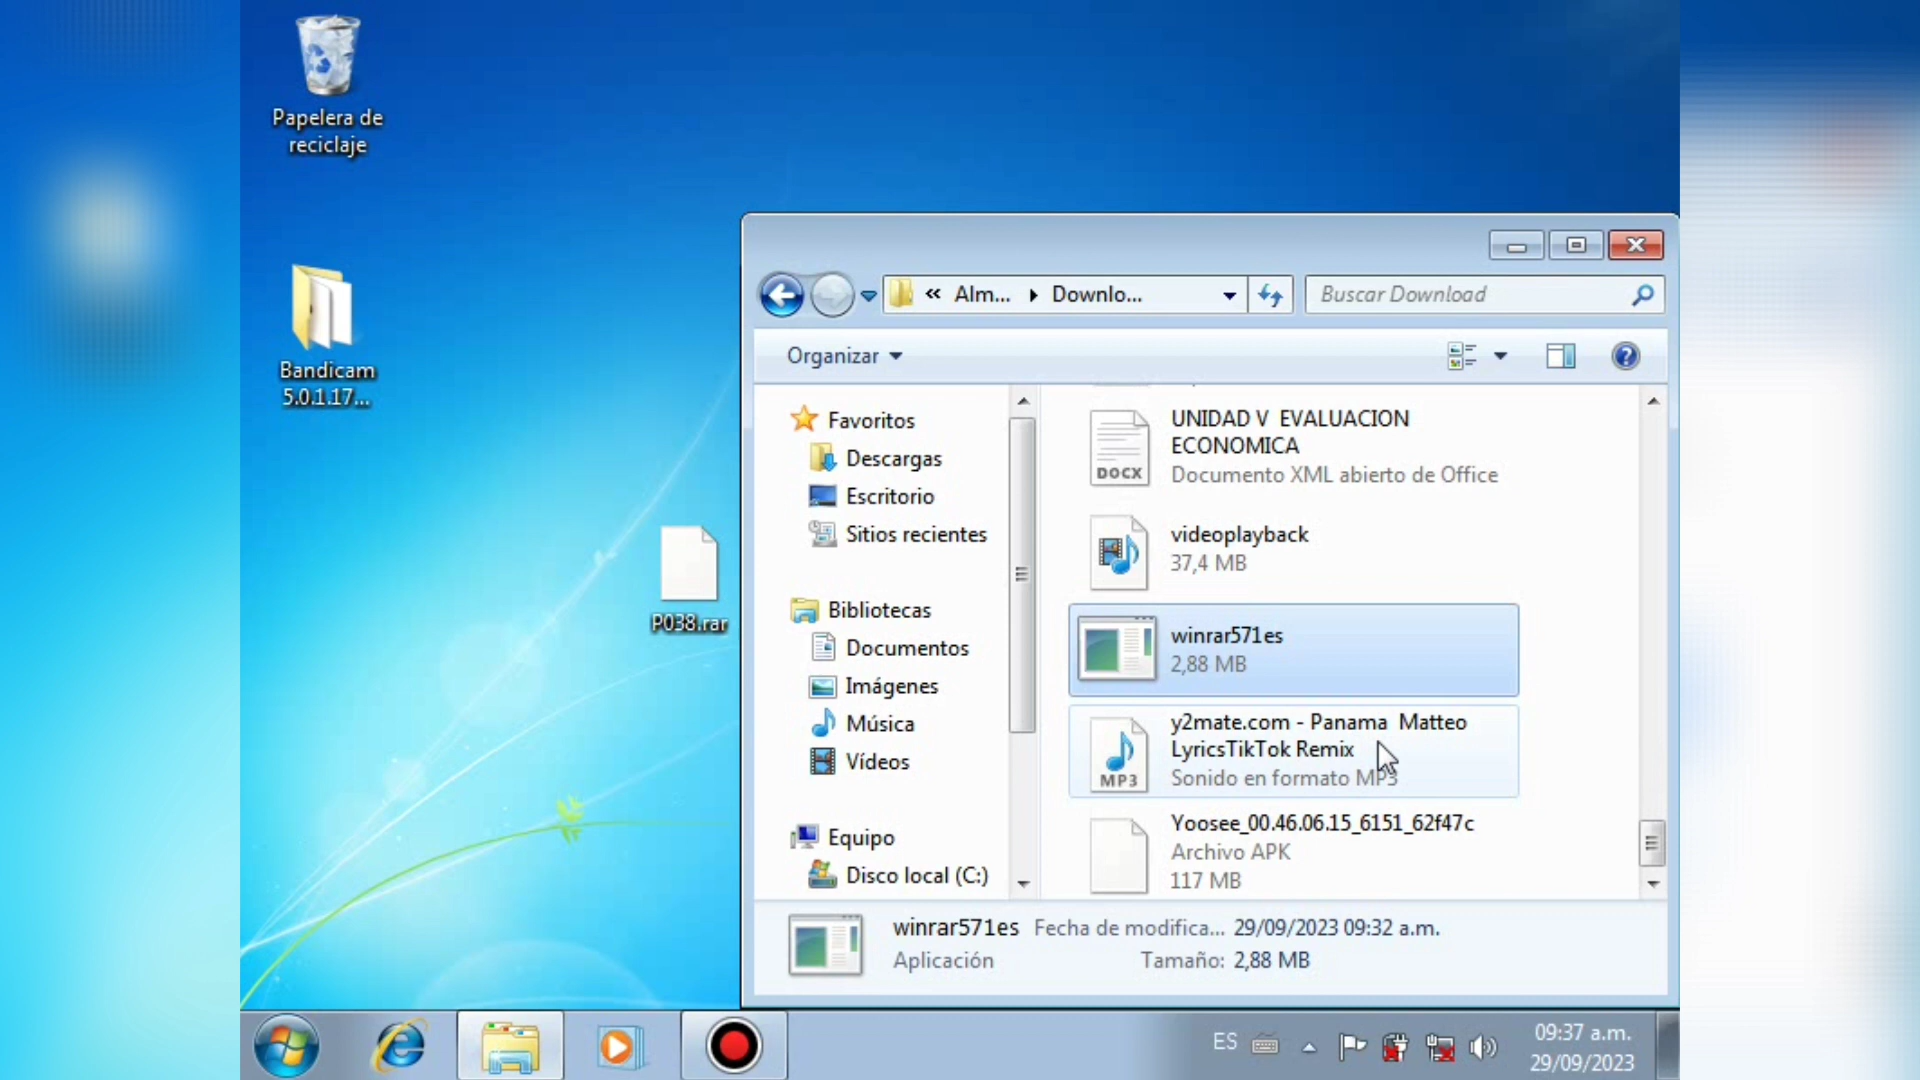 Papelera de
reciclaje
Bandicam
5.0.1.17...
P038.rar
« Alm... Downlo...
Buscar Download
Organizar
Favoritos
Descargas
Escritorio
Sitios recientes
Bibliotecas
Documentos
Imágenes
Música
Vídeos
Equipo
Disco local (C:)
DOCX
UNIDAD V EVALUACION
ECONOMICA
Documento XML abierto de Office
videoplayback
37,4 MB
winrar571es
2,88 MB
MP3
y2mate.com - Panama Matteo
LyricsTikTok Remix
Sonido en formato MP3
Yoosee_00.46.06.15_6151_62f47c
Archivo APK
117 MB
winrar571es Fecha de modifica... 29/09/2023 09:32 a.m.
Aplicación Tamaño: 2,88 MB
ES
09:37 a.m.
29/09/2023